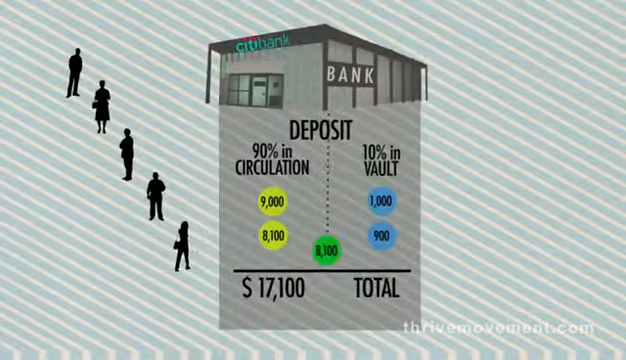 citibank
BANK
DEPOSIT
90% in 10% in
CIRCULATION VAULT
9,000 1,000
8,100 900
8,100
$ 17,100 TOTAL
thrivemovement.com